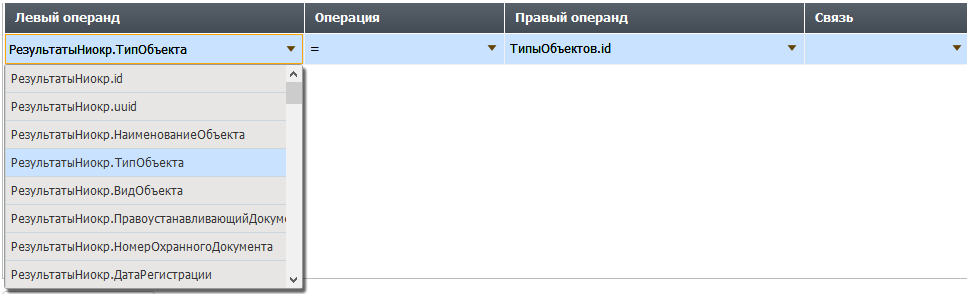 Левый операнд Операция Правый операнд Связь
РезультатыНиокр.ТипОбъекта = ТипыОбъектов.id
РезультатыНиокр.id
РезультатыНиокр.uuid
РезультатыНиокр.НаименованиеОбъекта
РезультатыНиокр.ТипОбъекта
РезультатыНиокр.ВидОбъекта
РезультатыНиокр.ПравоустанавливающийДокуме
РезультатыНиокр.НомерОхранногоДокумента
РезультатыНиокр.ДатаРегистрации